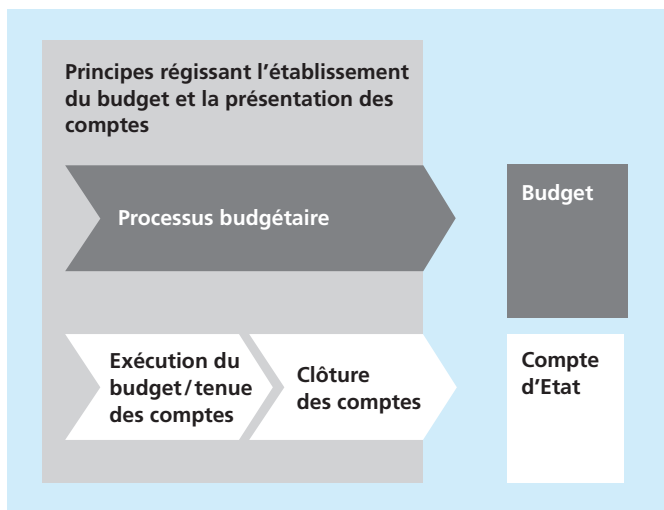 Principes régissant l'établissement
du budget et la présentation des
comptes
Processus budgétaire
Budget
Exécution du
budget/tenue
des comptes
Clôture
des comptes
Compte
d'Etat